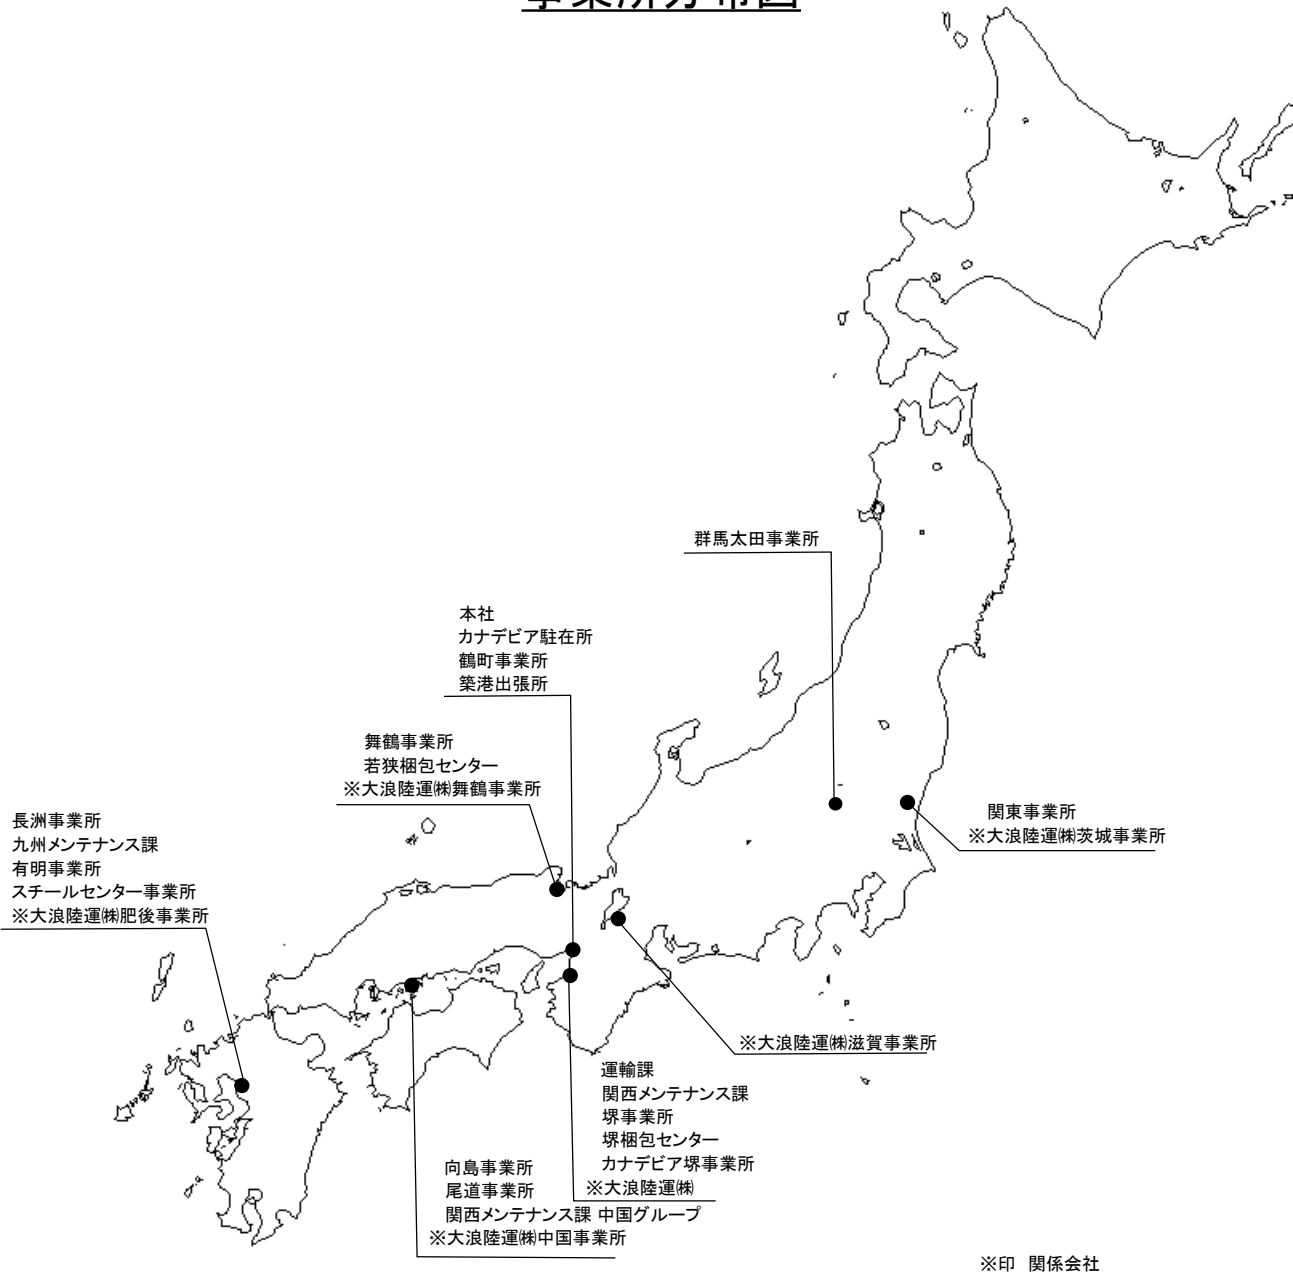 事業所分布図
群馬太田事業所
本社
カナデビア駐在所
鶴町事業所
築港出張所
舞鶴事業所
若狭梱包センター
※大浪陸運㈱舞鶴事業所
長洲事業所
九州メンテナンス課
有明事業所
スチールセンター事業所
※大浪陸運㈱肥後事業所
関東事業所
※大浪陸運㈱茨城事業所
※大浪陸運㈱滋賀事業所
運輸課
関西メンテナンス課
堺事業所
堺梱包センター
カナデビア堺事業所
※大浪陸運㈱
向島事業所
尾道事業所
関西メンテナンス課 中国グループ
※大浪陸運㈱中国事業所
※印 関係会社